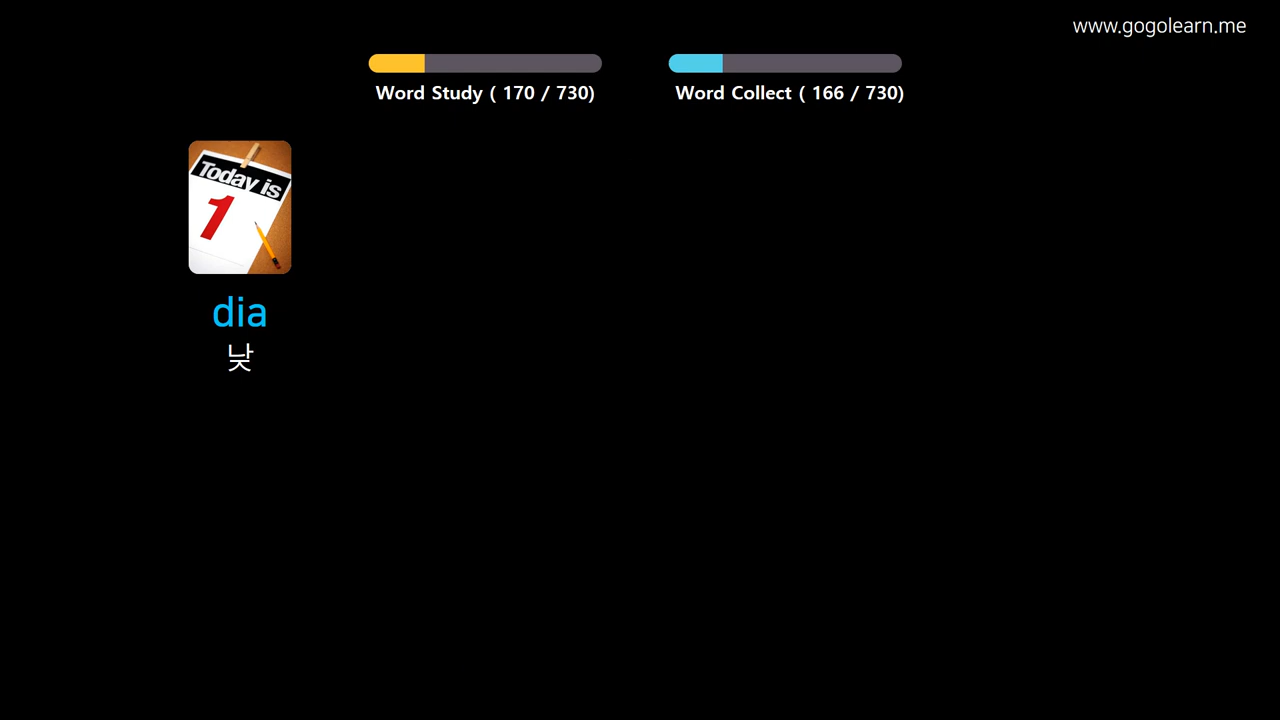 www.gogolearn.me
Word Study ( 170 / 730)
Word Collect ( 166 / 730)
Today is
1
dia
낮